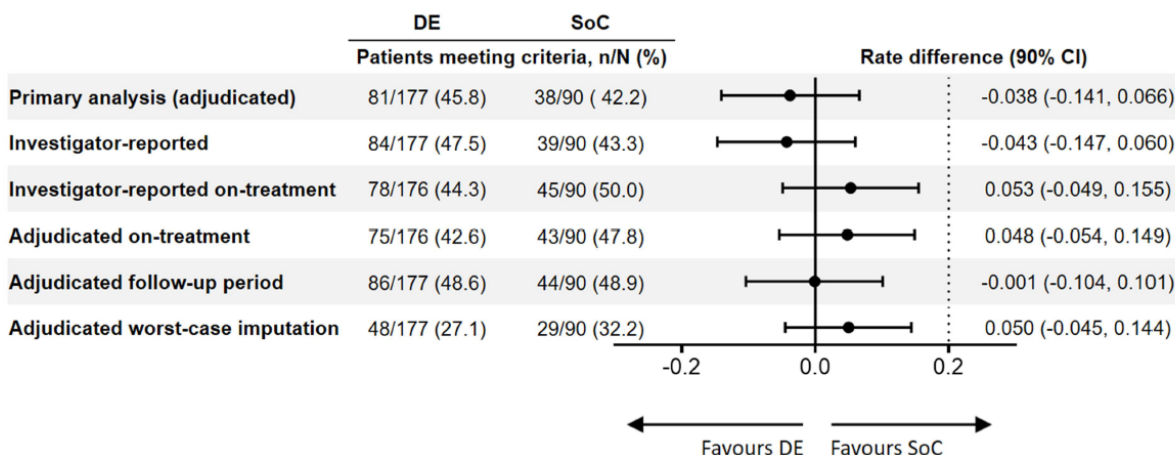 DE SoC
Patients meeting criteria, n/N (%) Rate difference (90% CI)
Primary analysis (adjudicated) 81/177 (45.8) 38/90 ( 42.2) -0.038 (-0.141, 0.066)
Investigator-reported 84/177 (47.5) 39/90 (43.3) -0.043 (-0.147, 0.060)
Investigator-reported on-treatment 78/176 (44.3) 45/90 (50.0) 0.053 (-0.049, 0.155)
Adjudicated on-treatment 75/176 (42.6) 43/90 (47.8) 0.048 (-0.054, 0.149)
Adjudicated follow-up period 86/177 (48.6) 44/90 (48.9) -0.001 (-0.104, 0.101)
Adjudicated worst-case imputation 48/177 (27.1) 29/90 (32.2) 0.050 (-0.045, 0.144)
-0.2 0.0 0.2
Favours DE Favours SoC